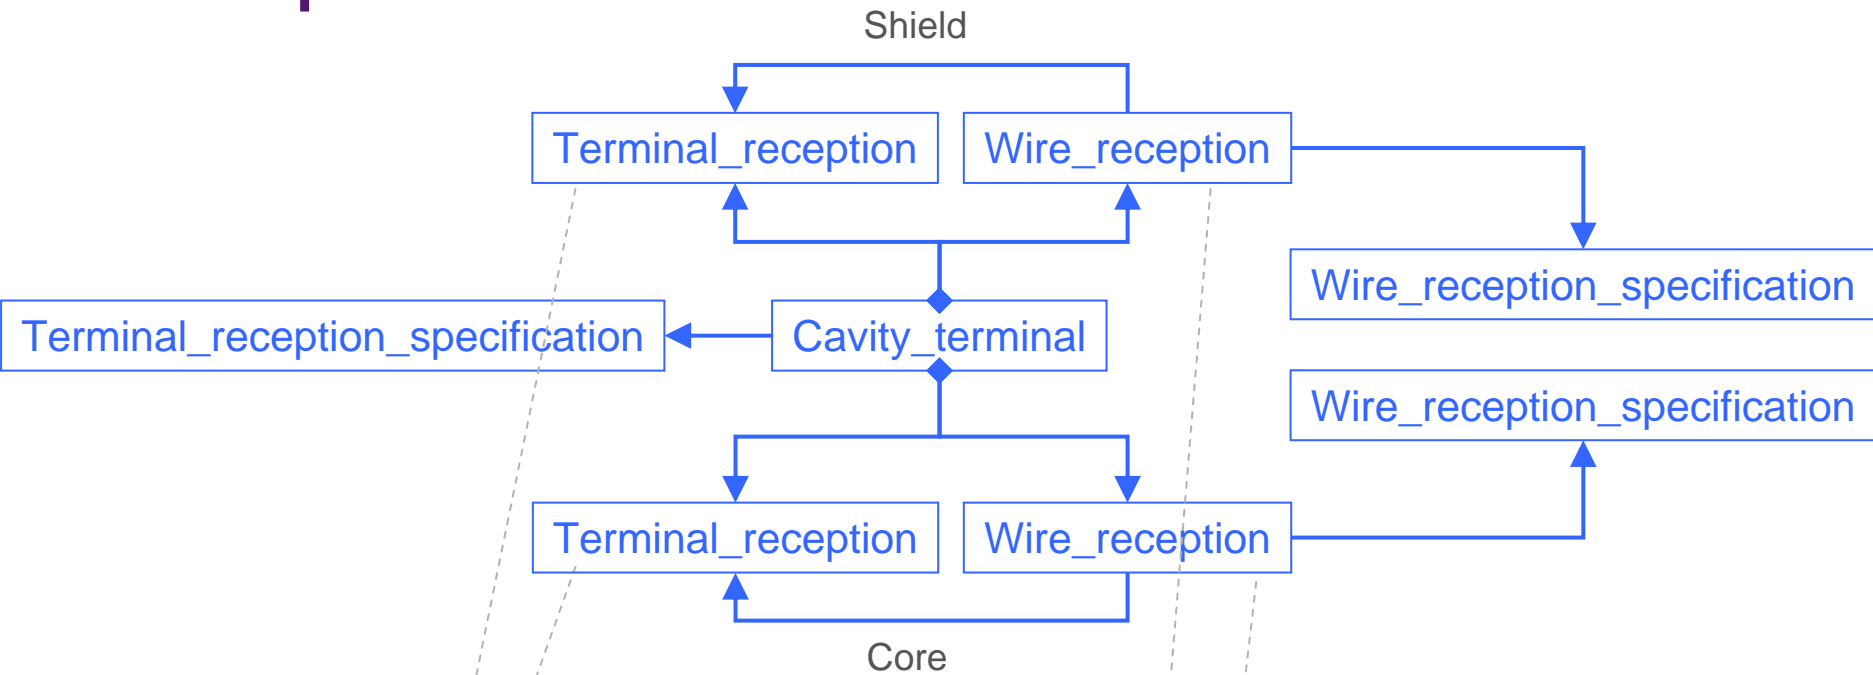 Shield
Terminal_reception
Wire_reception
Wire_reception_specification
Terminal_reception_specification
Cavity_terminal
Wire_reception_specification
Terminal_reception
Wire_reception
Core